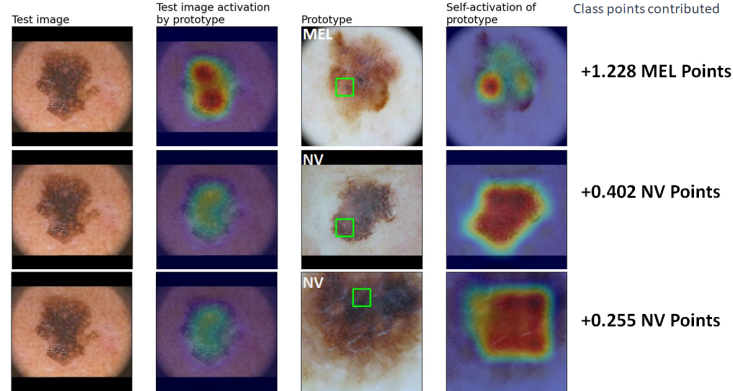 Test image
Test image activation
by prototype
Prototype
Self-activation of
prototype
Class points contributed
MEL
+1.228 MEL Points
NV
+0.402 NV Points
NV
+0.255 NV Points